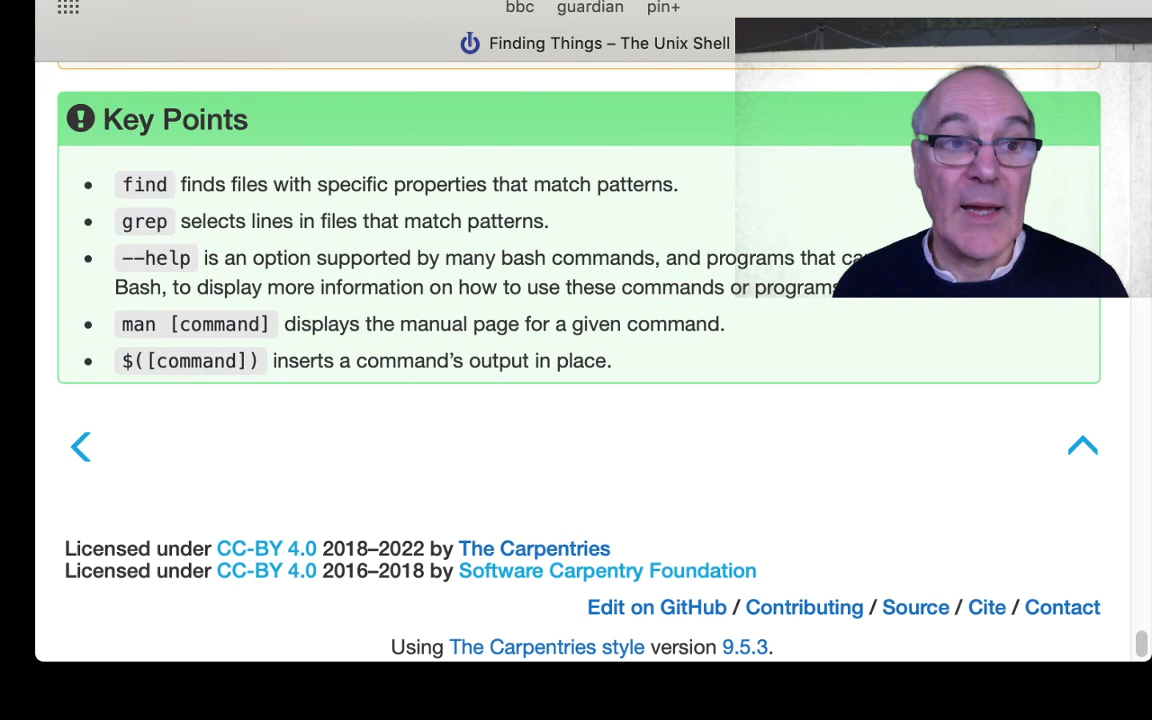 bbc guardian pin+
Finding Things – The Unix Shell
Key Points
find finds files with specific properties that match patterns.
grep selects lines in files that match patterns.
--help is an option supported by many bash commands, and programs that
Bash, to display more information on how to use these commands or programs
man [command] displays the manual page for a given command.
$([command]) inserts a command’s output in place.
Licensed under CC-BY 4.0 2018–2022 by The Carpentries
Licensed under CC-BY 4.0 2016–2018 by Software Carpentry Foundation
Edit on GitHub / Contributing / Source / Cite / Contact
Using The Carpentries style version 9.5.3.